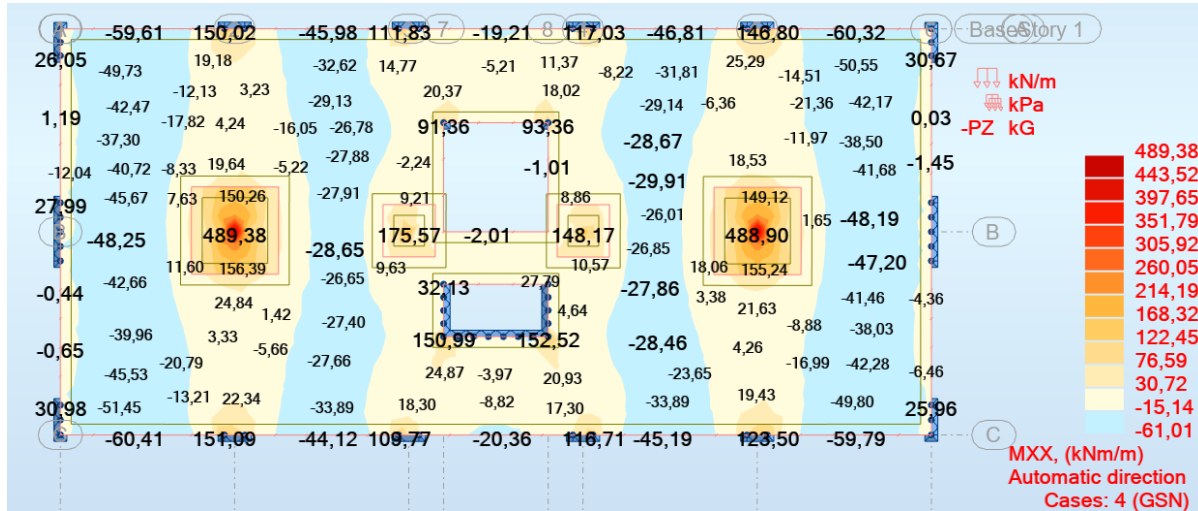 -59,61 150,02 -45,98 111,83 7 -19,21 8 117,03 -46,81 146,80 -60,32 Story 1
26,05 19,18 -32,62 14,77 -5,21 11,37 25,29 -50,55 30,67
-49,73 -8,22 -31,81 -14,51
-12,13 3,23 20,37 18,02 kN/m
-42,47 -29,13 -29,14 -6,36 -21,36 -42,17 kPa
1,19 -17,82 4,24 -16,05 -26,78 91,36 93,36 -11,97 0,03 -PZ kG
-37,30 -28,67 -38,50
-27,88 -2,24 -1,01 18,53 -1,45 489,38
-12,04 -40,72 -8,33 19,64 -5,22 -41,68 443,52
-45,67 7,63 150,26 -27,91 9,21 8,86 -29,91 149,12 397,65
27,99 -26,01 1,65 -48,19 351,79
-48,25 489,38 -28,65 175,57 -2,01 148,17 -26,85 488,90 B 305,92
11,60 156,39 9,63 10,57 18,06 155,24 -47,20 260,05
-0,44 -42,66 -26,65 32,13 27,79 -27,86 214,19
24,84 1,42 4,64 3,38 21,63 -41,46 -4,36 168,32
-39,96 3,33 -27,40 -8,88 -38,03 122,45
-0,65 -20,79 -5,66 -27,66 150,99 152,52 -28,46 4,26 -16,99 -42,28 76,59
-45,53 24,87 -3,97 20,93 -23,65 -6,46 30,72
30,98 -51,45 -13,21 22,34 -33,89 18,30 -8,82 17,30 -33,89 19,43 -49,80 25,96 -15,14
-60,41 151,09 -44,12 109,77 -20,36 116,71 -45,19 123,50 -59,79 C -61,01
MXX, (kNm/m)
Automatic direction
Cases: 4 (GSN)